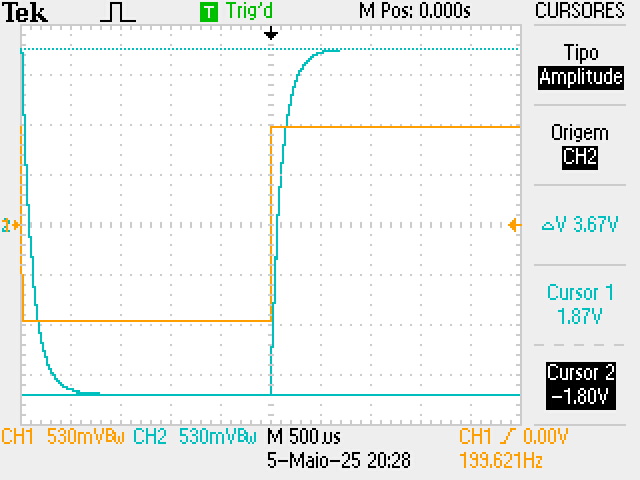 Tek T Trig'd M Pos: 0.000s CURSORES
Tipo
Amplitude
Origem
CH2
2
△V 3.67V
Cursor 1
1.87V
Cursor 2
-1.80V
CH1 530mVBw CH2 530mVBw M 500µs CH1 0.00V
5-Maio-25 20:28 199.621Hz